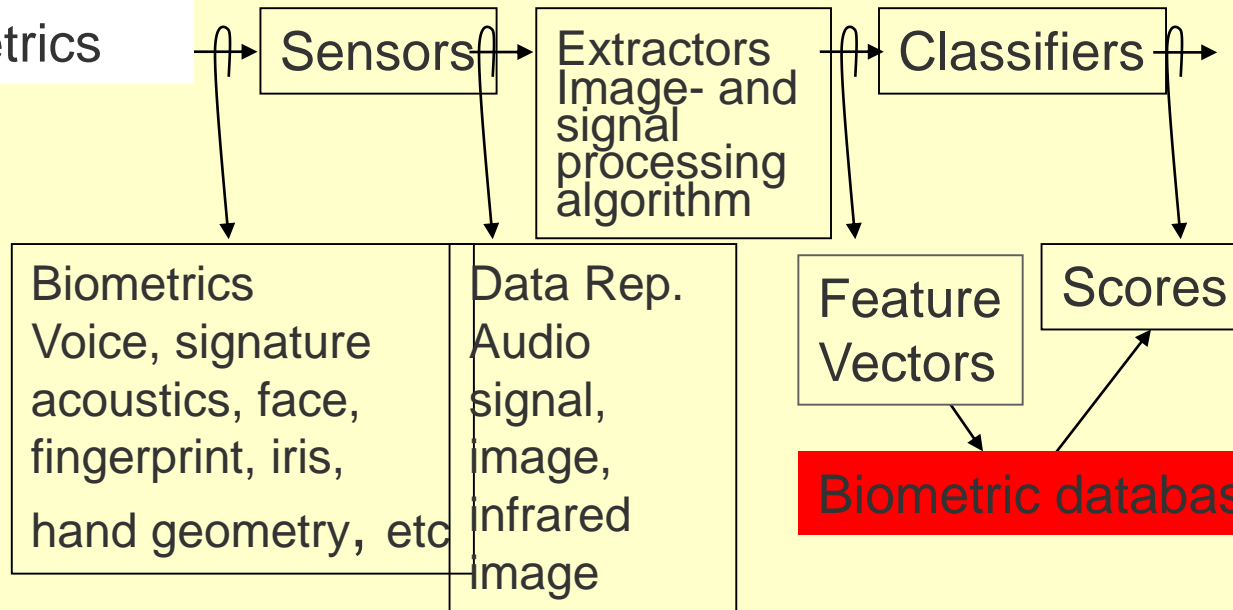 etrics
Sensors
Extractors
Image- and
signal
processing
algorithm
Classifiers
Biometrics
Voice, signature
acoustics, face,
fingerprint, iris,
hand geometry, etc
Data Rep.
Audio
signal,
image,
infrared
image
Feature
Vectors
Scores
Biometric databas